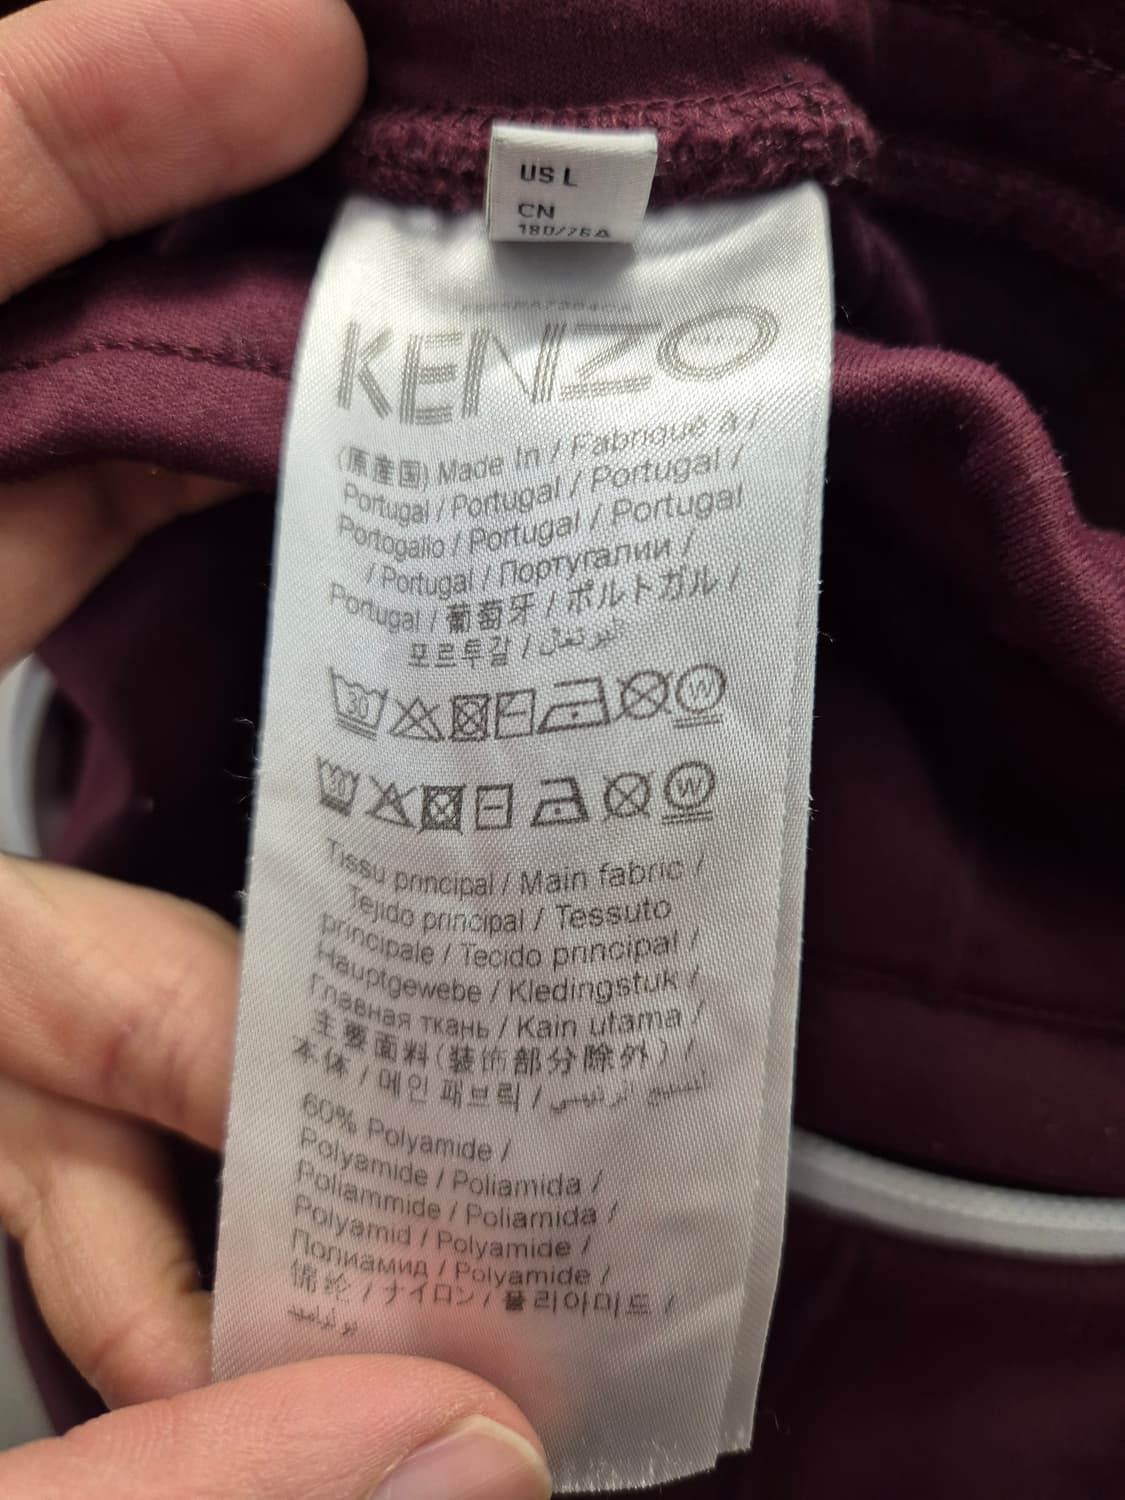 US L
CN
180/76A
KENZO
(原産国) Made In / Fabriqué à /
Portugal / Portugal / Portugal /
Portogallo / Portugal / Portugal
/ Portugal / Португалии /
Portugal / 葡萄牙 / ポルトガル /
포르투갈 /
30
W
30
W
Tissu principal / Main fabric /
Tejido principal / Tessuto
principale / Tecido principal /
Hauptgewebe / Kledingstuk /
Главная ткань / Kain utama /
主要面料(装饰部分除外) /
本体 / 메인 패브릭 /
60% Polyamide /
Polyamide / Poliamida /
Poliammide / Poliamida /
Polyamid / Polyamide /
Полиамид / Polyamide /
锦纶 / ナイロン / 폴리아미드 /